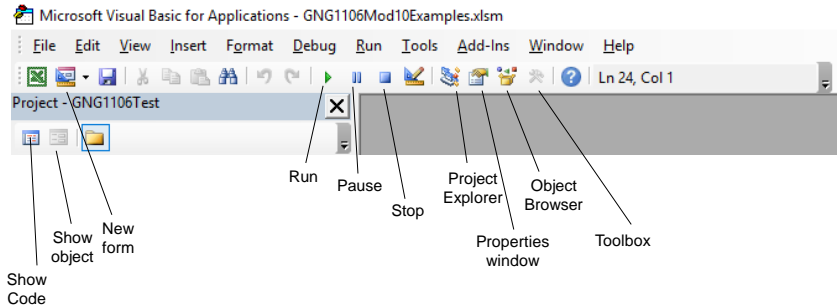 Microsoft Visual Basic for Applications - GNG1106Mod10Examples.xlsm
File Edit View Insert Format Debug Run Tools Add-Ins Window Help
Ln 24, Col 1
Project - GNG1106Test
Run
Pause
Stop
Project
Explorer
Object
Browser
Properties
window
Toolbox
New
form
Show
object
Show
Code